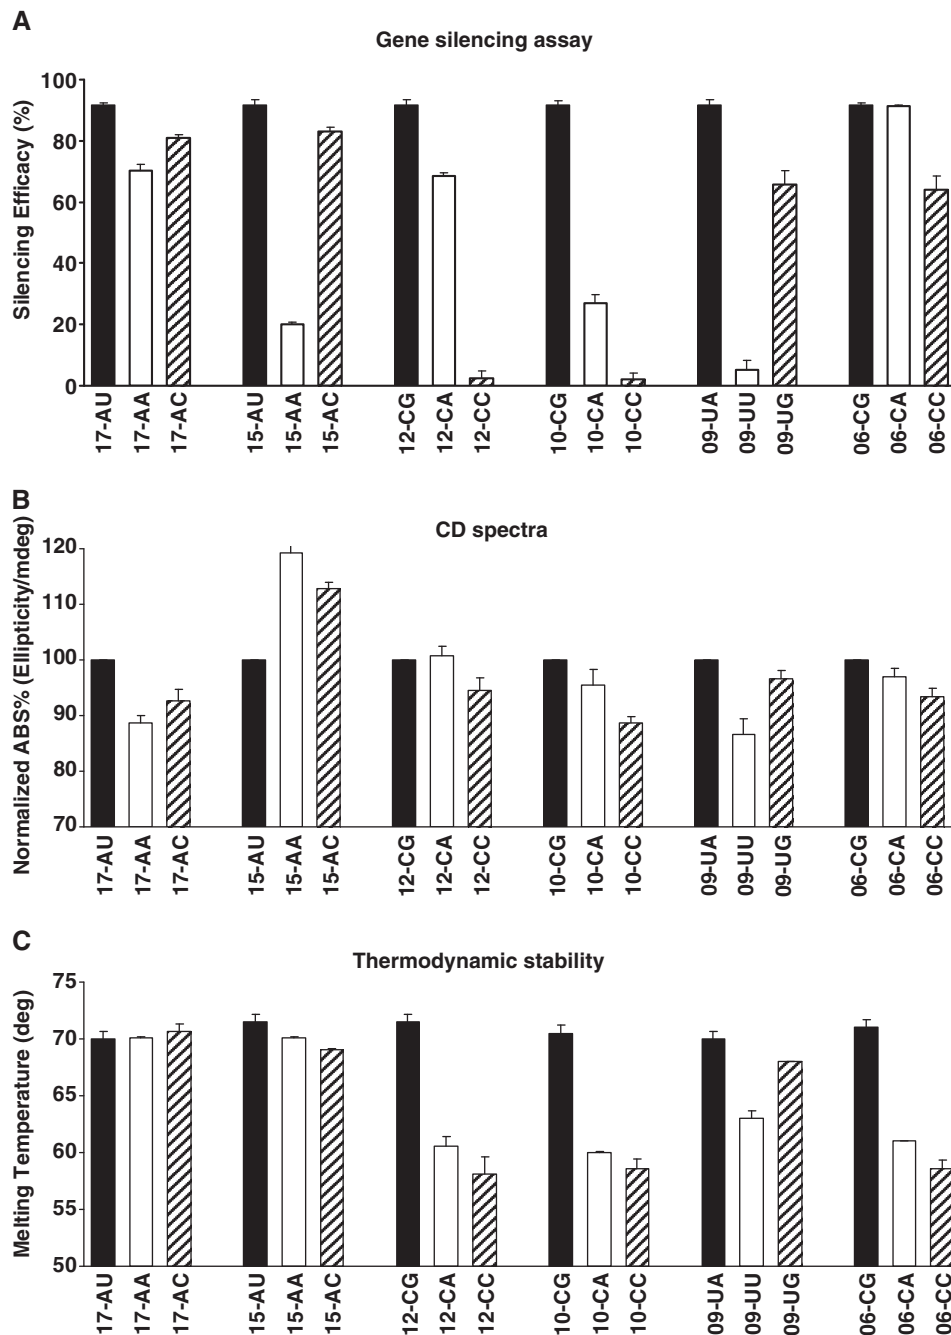 A
Gene silencing assay
Silencing Efficacy (%)
100
80
60
40
20
0
17-AU 17-AA 17-AC 15-AU 15-AA 15-AC 12-CG 12-CA 12-CC 10-CG 10-CA 10-CC 09-UA 09-UU 09-UG 06-CG 06-CA 06-CC
B
CD spectra
Normalized ABS% (Ellipticity/mdeg)
120
110
100
90
80
70
17-AU 17-AA 17-AC 15-AU 15-AA 15-AC 12-CG 12-CA 12-CC 10-CG 10-CA 10-CC 09-UA 09-UU 09-UG 06-CG 06-CA 06-CC
C
Thermodynamic stability
Melting Temperature (deg)
75
70
65
60
55
50
17-AU 17-AA 17-AC 15-AU 15-AA 15-AC 12-CG 12-CA 12-CC 10-CG 10-CA 10-CC 09-UA 09-UU 09-UG 06-CG 06-CA 06-CC